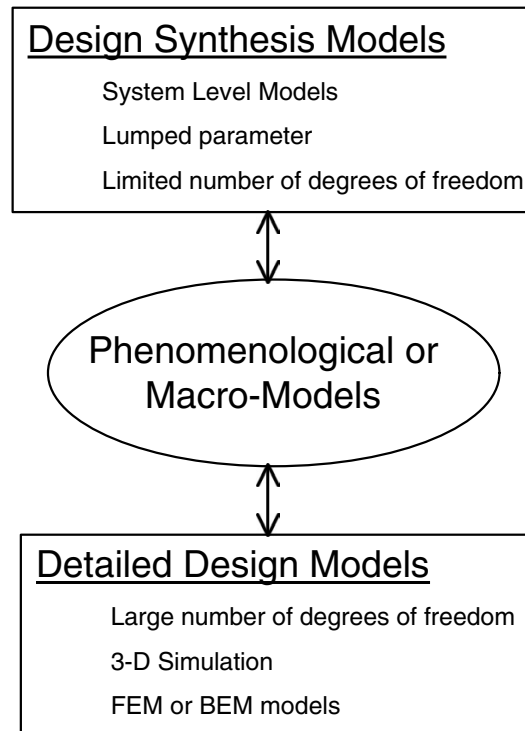 Design Synthesis Models
System Level Models
Lumped parameter
Limited number of degrees of freedom
Phenomenological or
Macro-Models
Detailed Design Models
Large number of degrees of freedom
3-D Simulation
FEM or BEM models